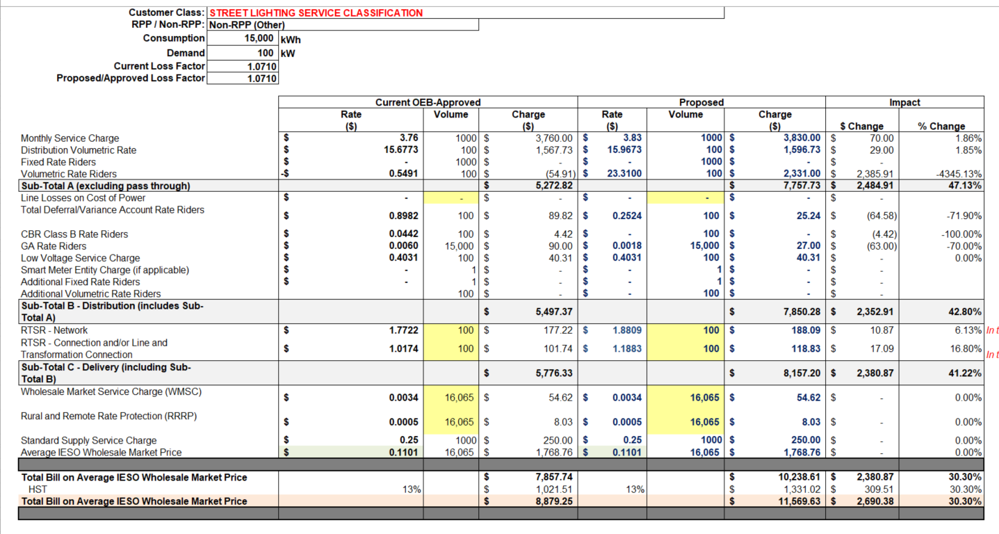 Customer Class: STREET LIGHTING SERVICE CLASSIFICATION
RPP / Non-RPP: Non-RPP (Other)
Consumption 15,000 kWh
Demand 100 kW
Current Loss Factor 1.0710
Proposed/Approved Loss Factor 1.0710
Current OEB-Approved Proposed Impact
Rate Volume Charge Rate Volume Charge
($) ($) ($) ($) $ Change % Change
Monthly Service Charge $ 3.76 1000 $ 3,760.00 $ 3.83 1000 $ 3,830.00 $ 70.00 1.86%
Distribution Volumetric Rate $ 15.6773 100 $ 1,567.73 $ 15.9673 100 $ 1,596.73 $ 29.00 1.85%
Fixed Rate Riders $ - 1000 $ - $ - 1000 $ - $ -
Volumetric Rate Riders -$ 0.5491 100 $ (54.91) $ 23.3100 100 $ 2,331.00 $ 2,385.91 -4345.13%
Sub-Total A (excluding pass through) $ 5,272.82 $ 7,757.73 $ 2,484.91 47.13%
Line Losses on Cost of Power $ - - $ - $ - - $ - $ -
Total Deferral/Variance Account Rate Riders $ 0.8982 100 $ 89.82 $ 0.2524 100 $ 25.24 $ (64.58) -71.90%
CBR Class B Rate Riders $ 0.0442 100 $ 4.42 $ - 100 $ - $ (4.42) -100.00%
GA Rate Riders $ 0.0060 15,000 $ 90.00 $ 0.0018 15,000 $ 27.00 $ (63.00) -70.00%
Low Voltage Service Charge $ 0.4031 100 $ 40.31 $ 0.4031 100 $ 40.31 $ - 0.00%
Smart Meter Entity Charge (if applicable) $ - 1 $ - $ - 1 $ - $ -
Additional Fixed Rate Riders $ - 1 $ - $ - 1 $ - $ -
Additional Volumetric Rate Riders 100 $ - $ - 100 $ - $ -
Sub-Total B - Distribution (includes Sub-
Total A) $ 5,497.37 $ 7,850.28 $ 2,352.91 42.80%
RTSR - Network $ 1.7722 100 $ 177.22 $ 1.8809 100 $ 188.09 $ 10.87 6.13% In t
RTSR - Connection and/or Line and
Transformation Connection $ 1.0174 100 $ 101.74 $ 1.1883 100 $ 118.83 $ 17.09 16.80% In t
Sub-Total C - Delivery (including Sub-
Total B) $ 5,776.33 $ 8,157.20 $ 2,380.87 41.22%
Wholesale Market Service Charge (WMSC) $ 0.0034 16,065 $ 54.62 $ 0.0034 16,065 $ 54.62 $ - 0.00%
Rural and Remote Rate Protection (RRRP) $ 0.0005 16,065 $ 8.03 $ 0.0005 16,065 $ 8.03 $ - 0.00%
Standard Supply Service Charge $ 0.25 1000 $ 250.00 $ 0.25 1000 $ 250.00 $ - 0.00%
Average IESO Wholesale Market Price $ 0.1101 16,065 $ 1,768.76 $ 0.1101 16,065 $ 1,768.76 $ - 0.00%
Total Bill on Average IESO Wholesale Market Price $ 7,857.74 $ 10,238.61 $ 2,380.87 30.30%
HST 13% $ 1,021.51 13% $ 1,331.02 $ 309.51 30.30%
Total Bill on Average IESO Wholesale Market Price $ 8,879.25 $ 11,569.63 $ 2,690.38 30.30%